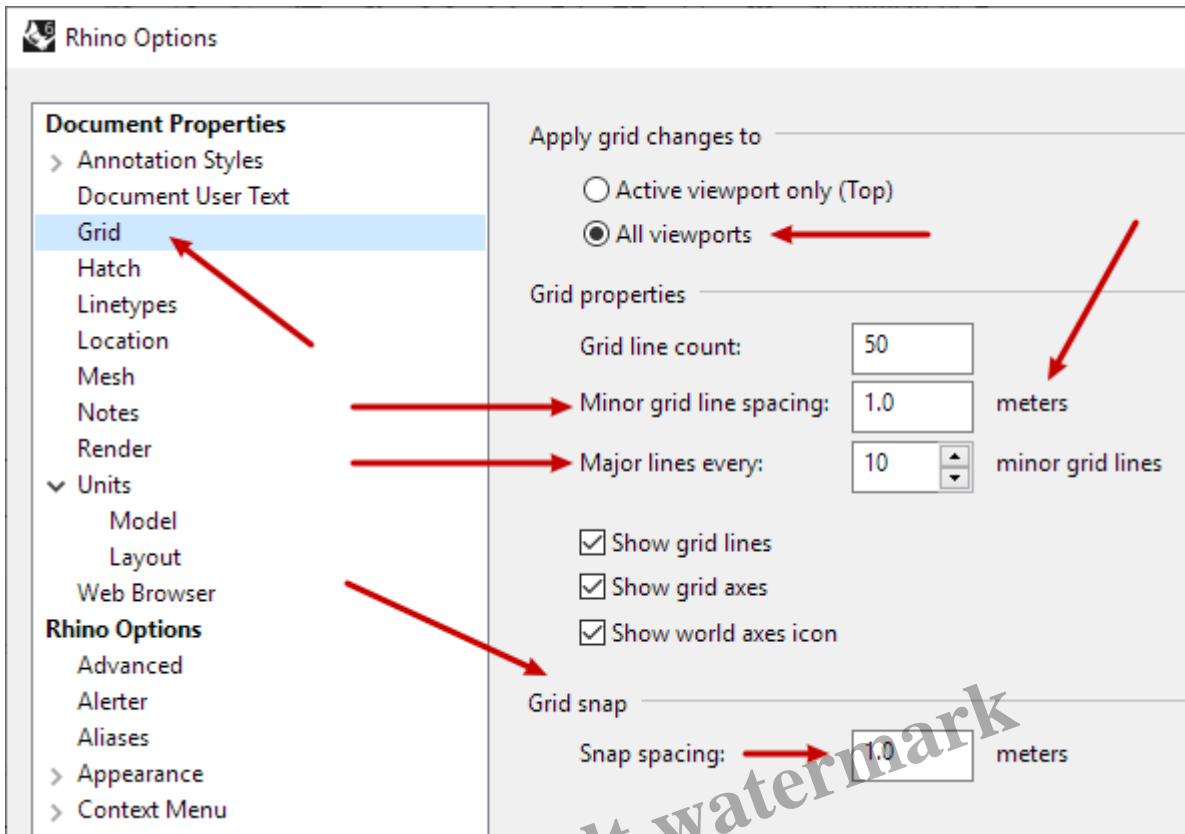 Rhino Options
Document Properties
Annotation Styles
Document User Text
Grid
Hatch
Linetypes
Location
Mesh
Notes
Render
Units
Model
Layout
Web Browser
Rhino Options
Advanced
Alerter
Aliases
Appearance
Context Menu
Apply grid changes to
Active viewport only (Top)
All viewports
Grid properties
Grid line count: 50
Minor grid line spacing: 1.0 meters
Major lines every: 10 minor grid lines
Show grid lines
Show grid axes
Show world axes icon
Grid snap
Snap spacing: 1.0 meters
watermark